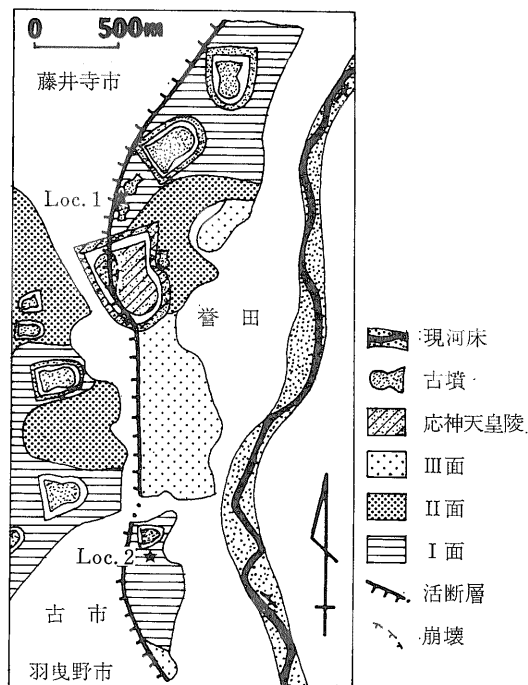 0 500m
藤井寺市
Loc. 1
誉田
Loc. 2
古市
羽曳野市
現河床
古墳
応神天皇陵
III面
II面
I面
活断層
崩壊